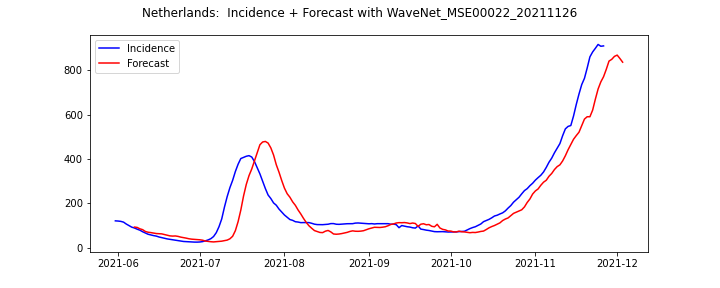 Netherlands:  Incidence + Forecast with WaveNet_MSE00022_20211126
Incidence
Forecast
800
600
400
200
0
2021-06 2021-07 2021-08 2021-09 2021-10 2021-11 2021-12